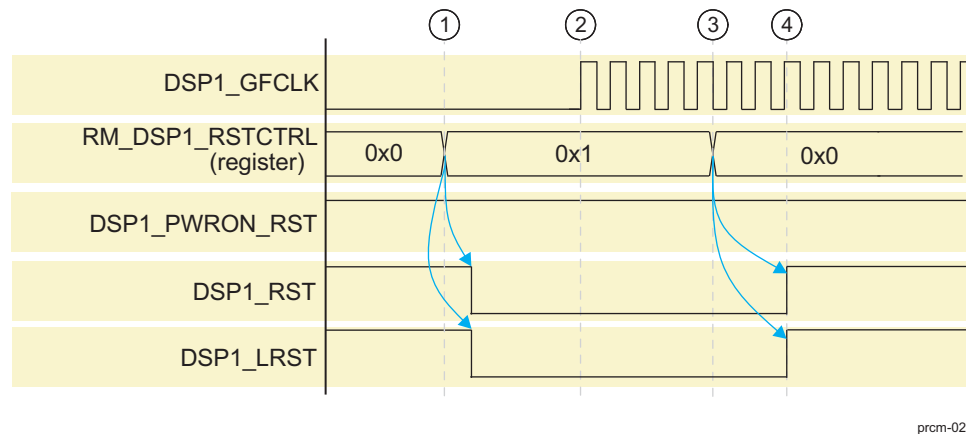 1 2 3 4
DSP1_GFCLK
RM_DSP1_RSTCTRL
(register)
0x0 0x1 0x0
DSP1_PWRON_RST
DSP1_RST
DSP1_LRST
prcm-02